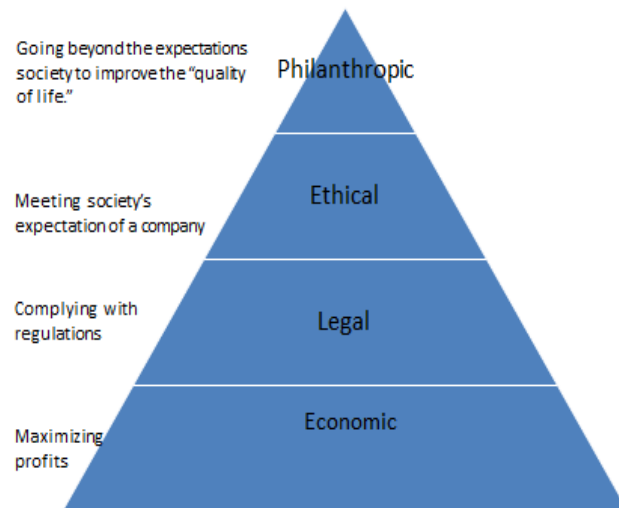 Going beyond the expectations
society to improve the “quality
of life.”
Philanthropic
Meeting society’s
expectation of a company
Ethical
Complying with
regulations
Legal
Maximizing
profits
Economic